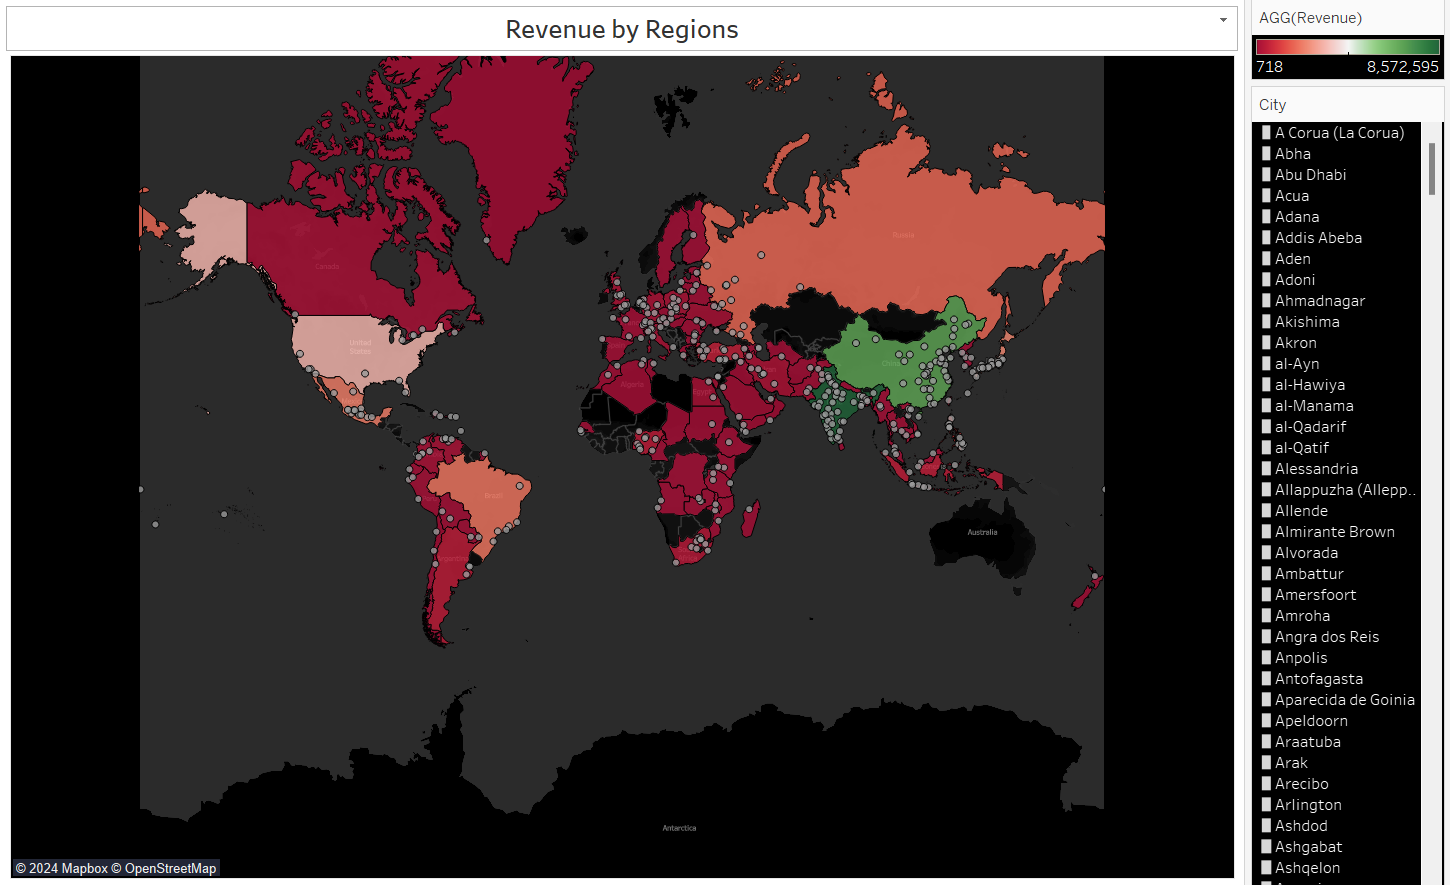 Revenue by Regions
AGG(Revenue)
718 8,572,595
City
A Corua (La Corua)
Abha
Abu Dhabi
Acua
Adana
Addis Abeba
Aden
Adoni
Ahmadnagar
Akishima
Akron
al-Ayn
al-Hawiya
al-Manama
al-Qadarif
al-Qatif
Alessandria
Allappuzha (Allepp..
Allende
Almirante Brown
Alvorada
Ambattur
Amersfoort
Amroha
Angra dos Reis
Anpolis
Antofagasta
Aparecida de Goinia
Apeldoorn
Araatuba
Arak
Arecibo
Arlington
Ashdod
Ashgabat
Ashqelon
Russia
Canada
United
States
China
Algeria
Egypt
Brazil
Australia
Antarctica
© 2024 Mapbox © OpenStreetMap